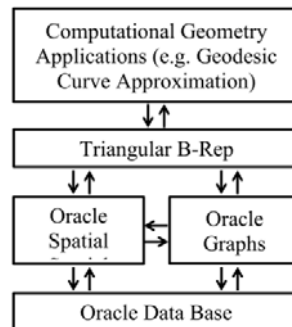 Computational Geometry
Applications (e.g. Geodesic
Curve Approximation)
Triangular B-Rep
Oracle
Spatial
Oracle
Graphs
Oracle Data Base